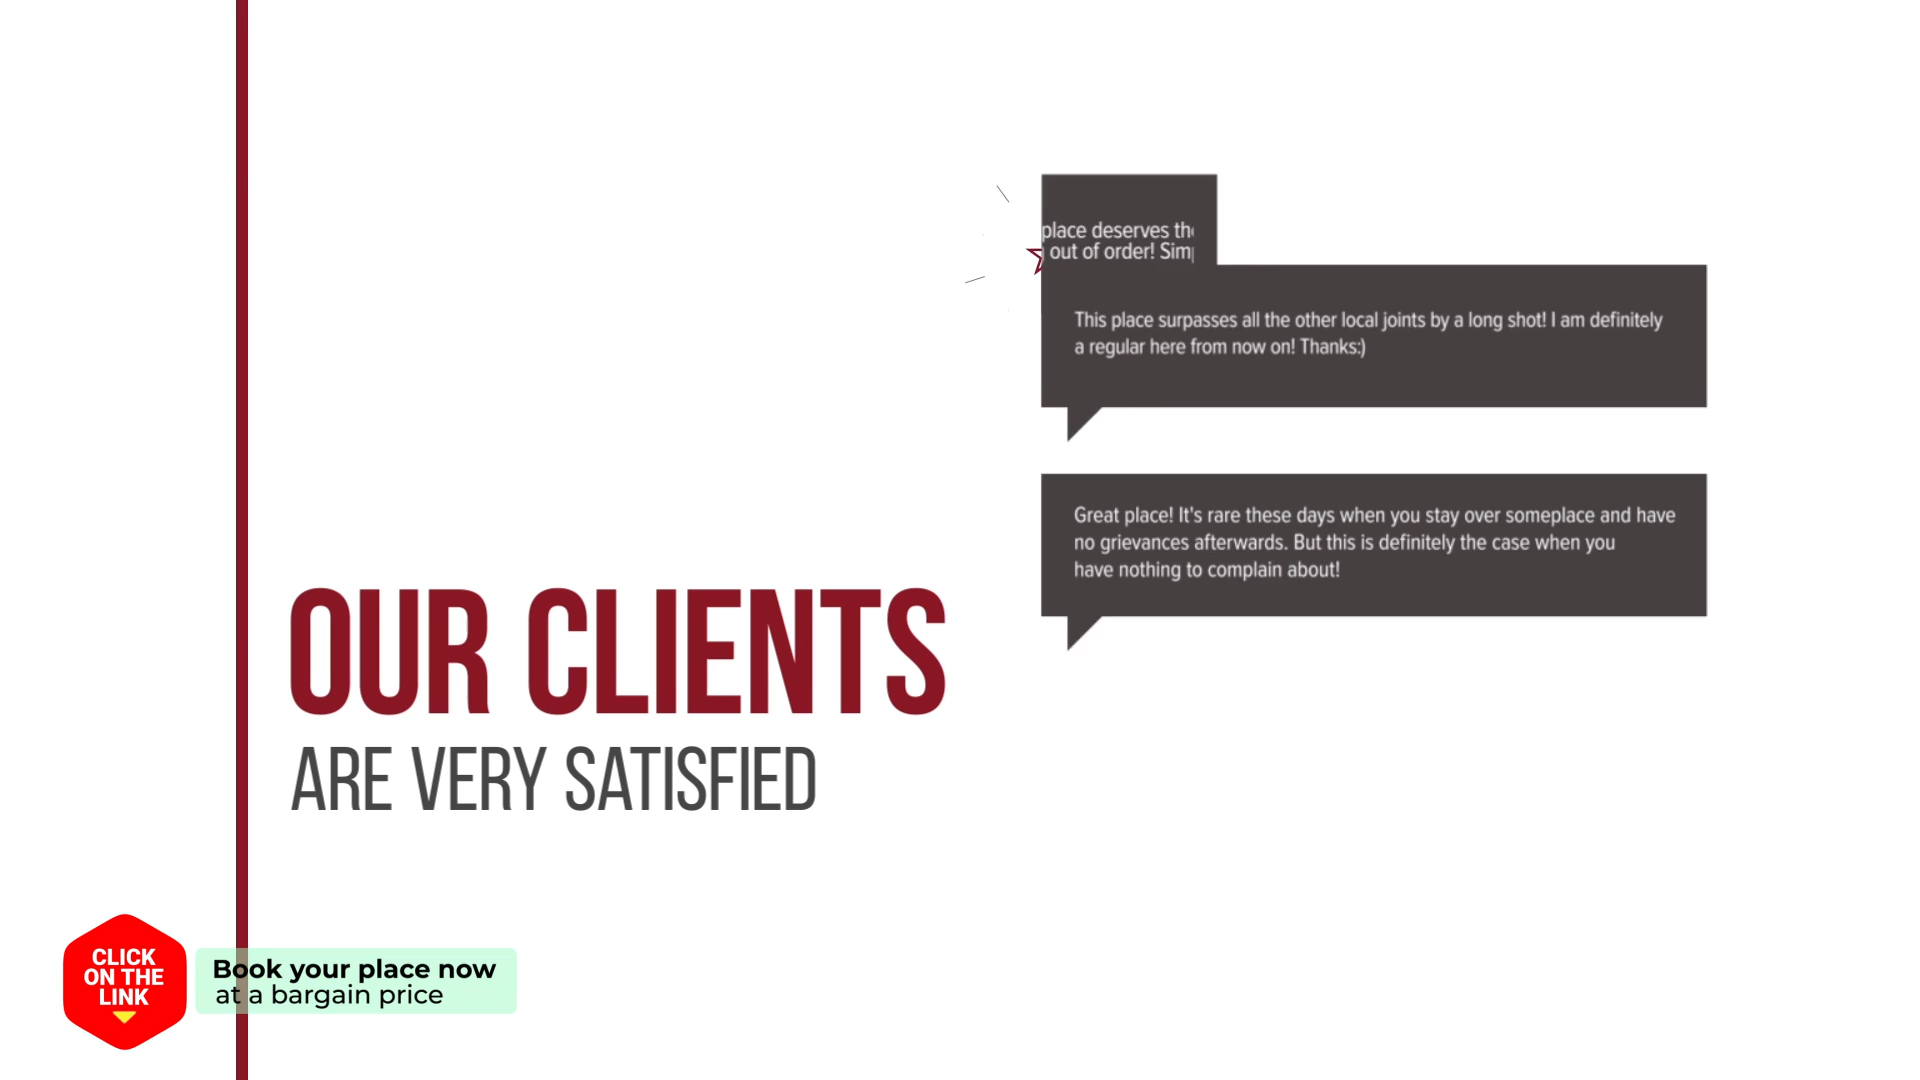 place deserves the
out of order! Sim
This place surpasses all the other local joints by a long shot! I am definitely
a regular here from now on! Thanks:)
Great place! It's rare these days when you stay over someplace and have
no grievances afterwards. But this is definitely the case when you
have nothing to complain about!
OUR CLIENTS
ARE VERY SATISFIED
CLICK
ON THE
LINK
Book your place now
at a bargain price